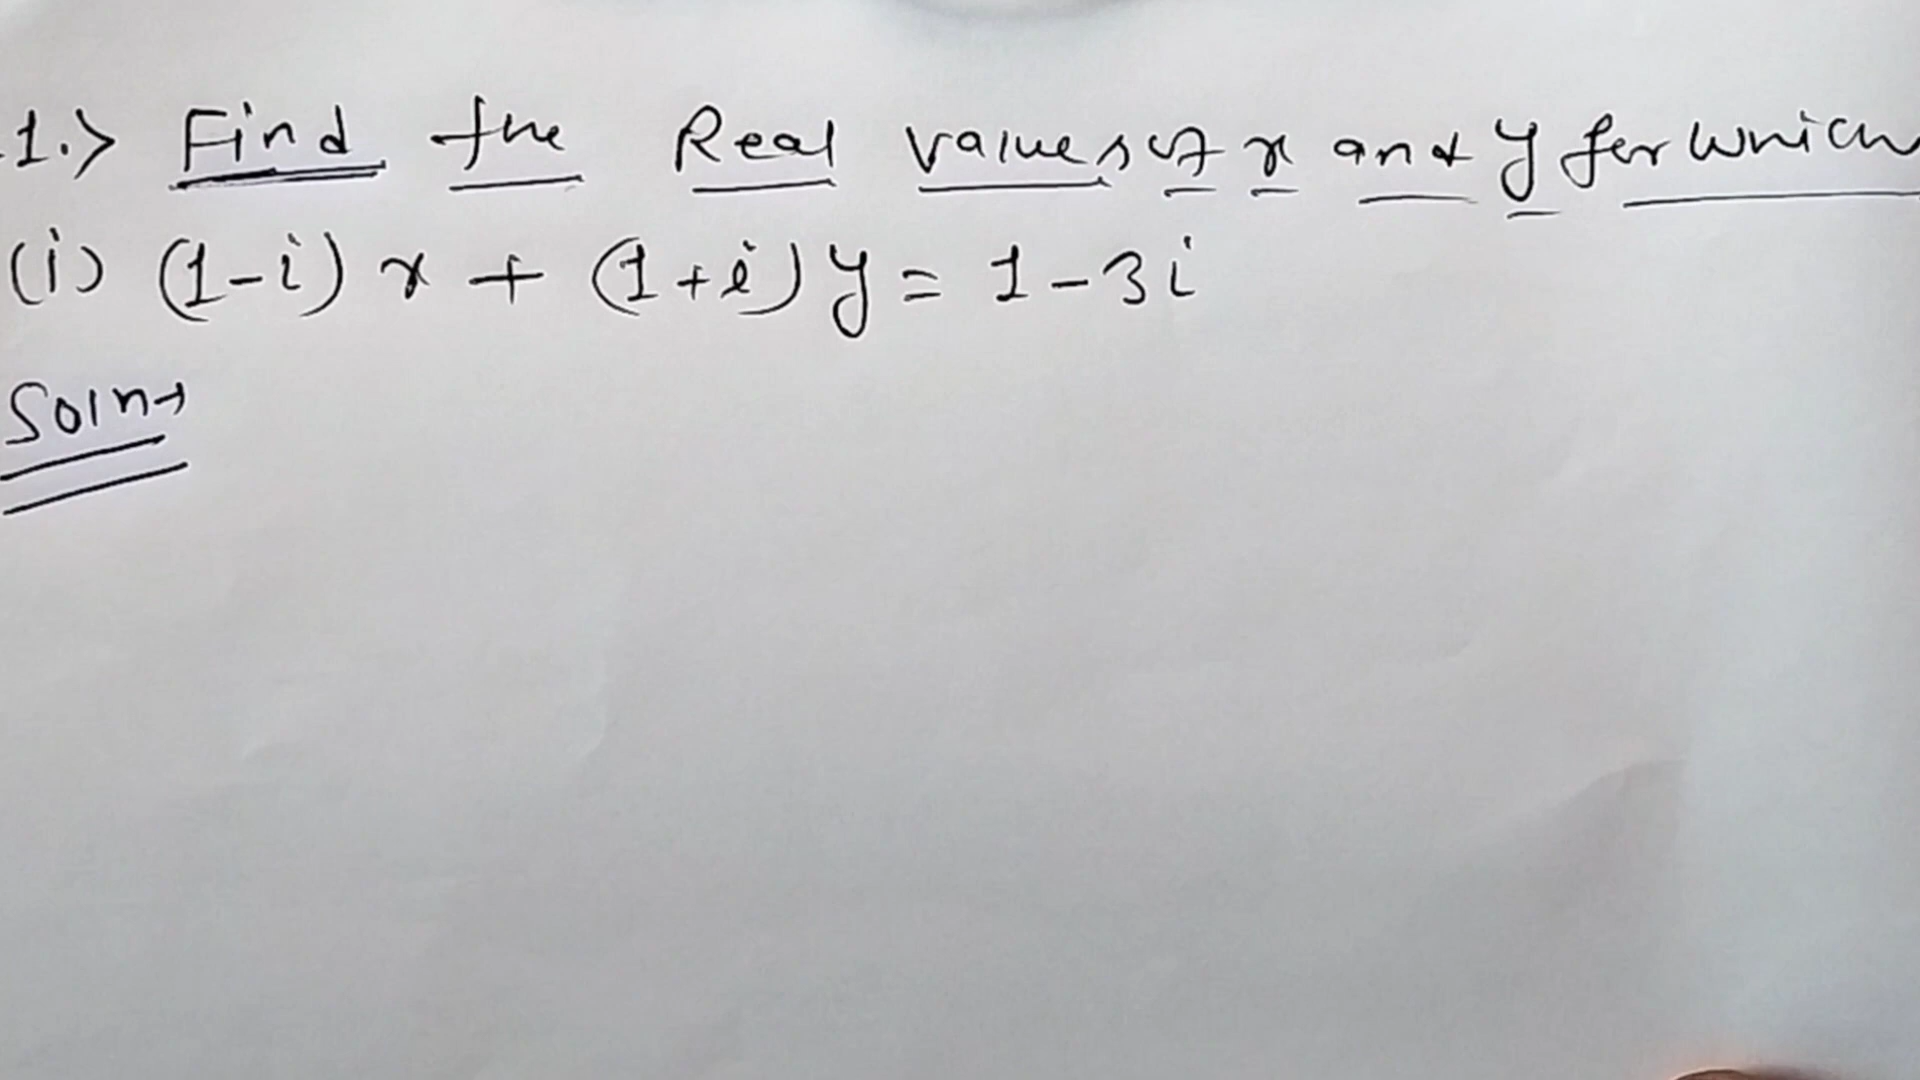 1.> Find the Real values of x and y for which
(i) (1-i) x + (1+i) y = 1-3i
Soln→